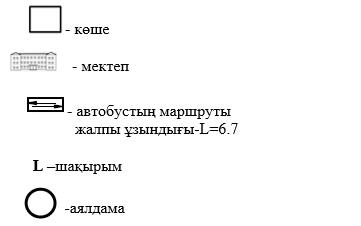 - көше
- мектеп
- автобустың маршруты
жалпы ұзындығы-L=6.7
L –шақырым
-аялдама